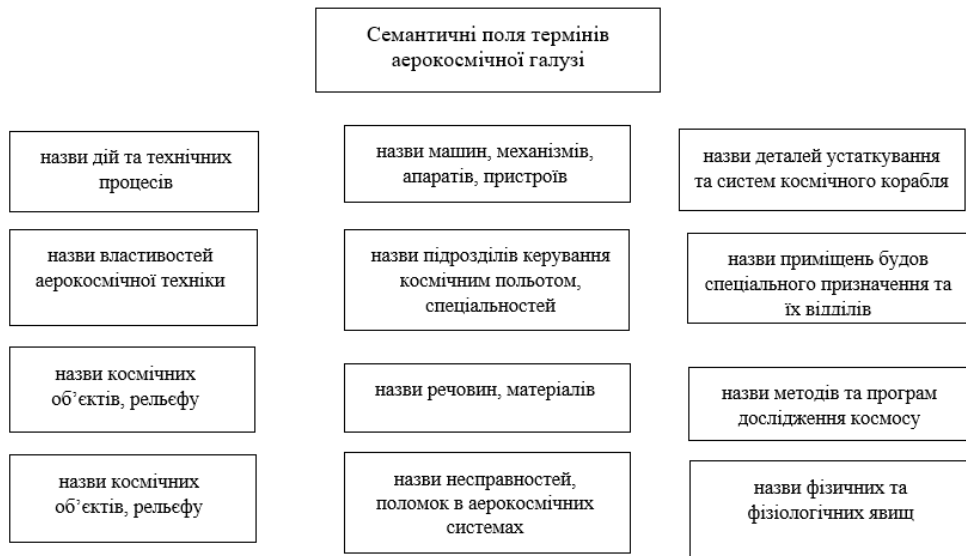 Семантичні поля термінів
аерокосмічної галузі
назви дій та технічних
процесів
назви машин, механізмів,
апаратів, пристроїв
назви деталей устаткування
та систем космічного корабля
назви властивостей
аерокосмічної техніки
назви підрозділів керування
космічним польотом,
спеціальностей
назви приміщень будов
спеціального призначення та
їх відділів
назви космічних
об’єктів, рельєфу
назви речовин, матеріалів
назви методів та програм
дослідження космосу
назви космічних
об’єктів, рельєфу
назви несправностей,
поломок в аерокосмічних
системах
назви фізичних та
фізіологічних явищ